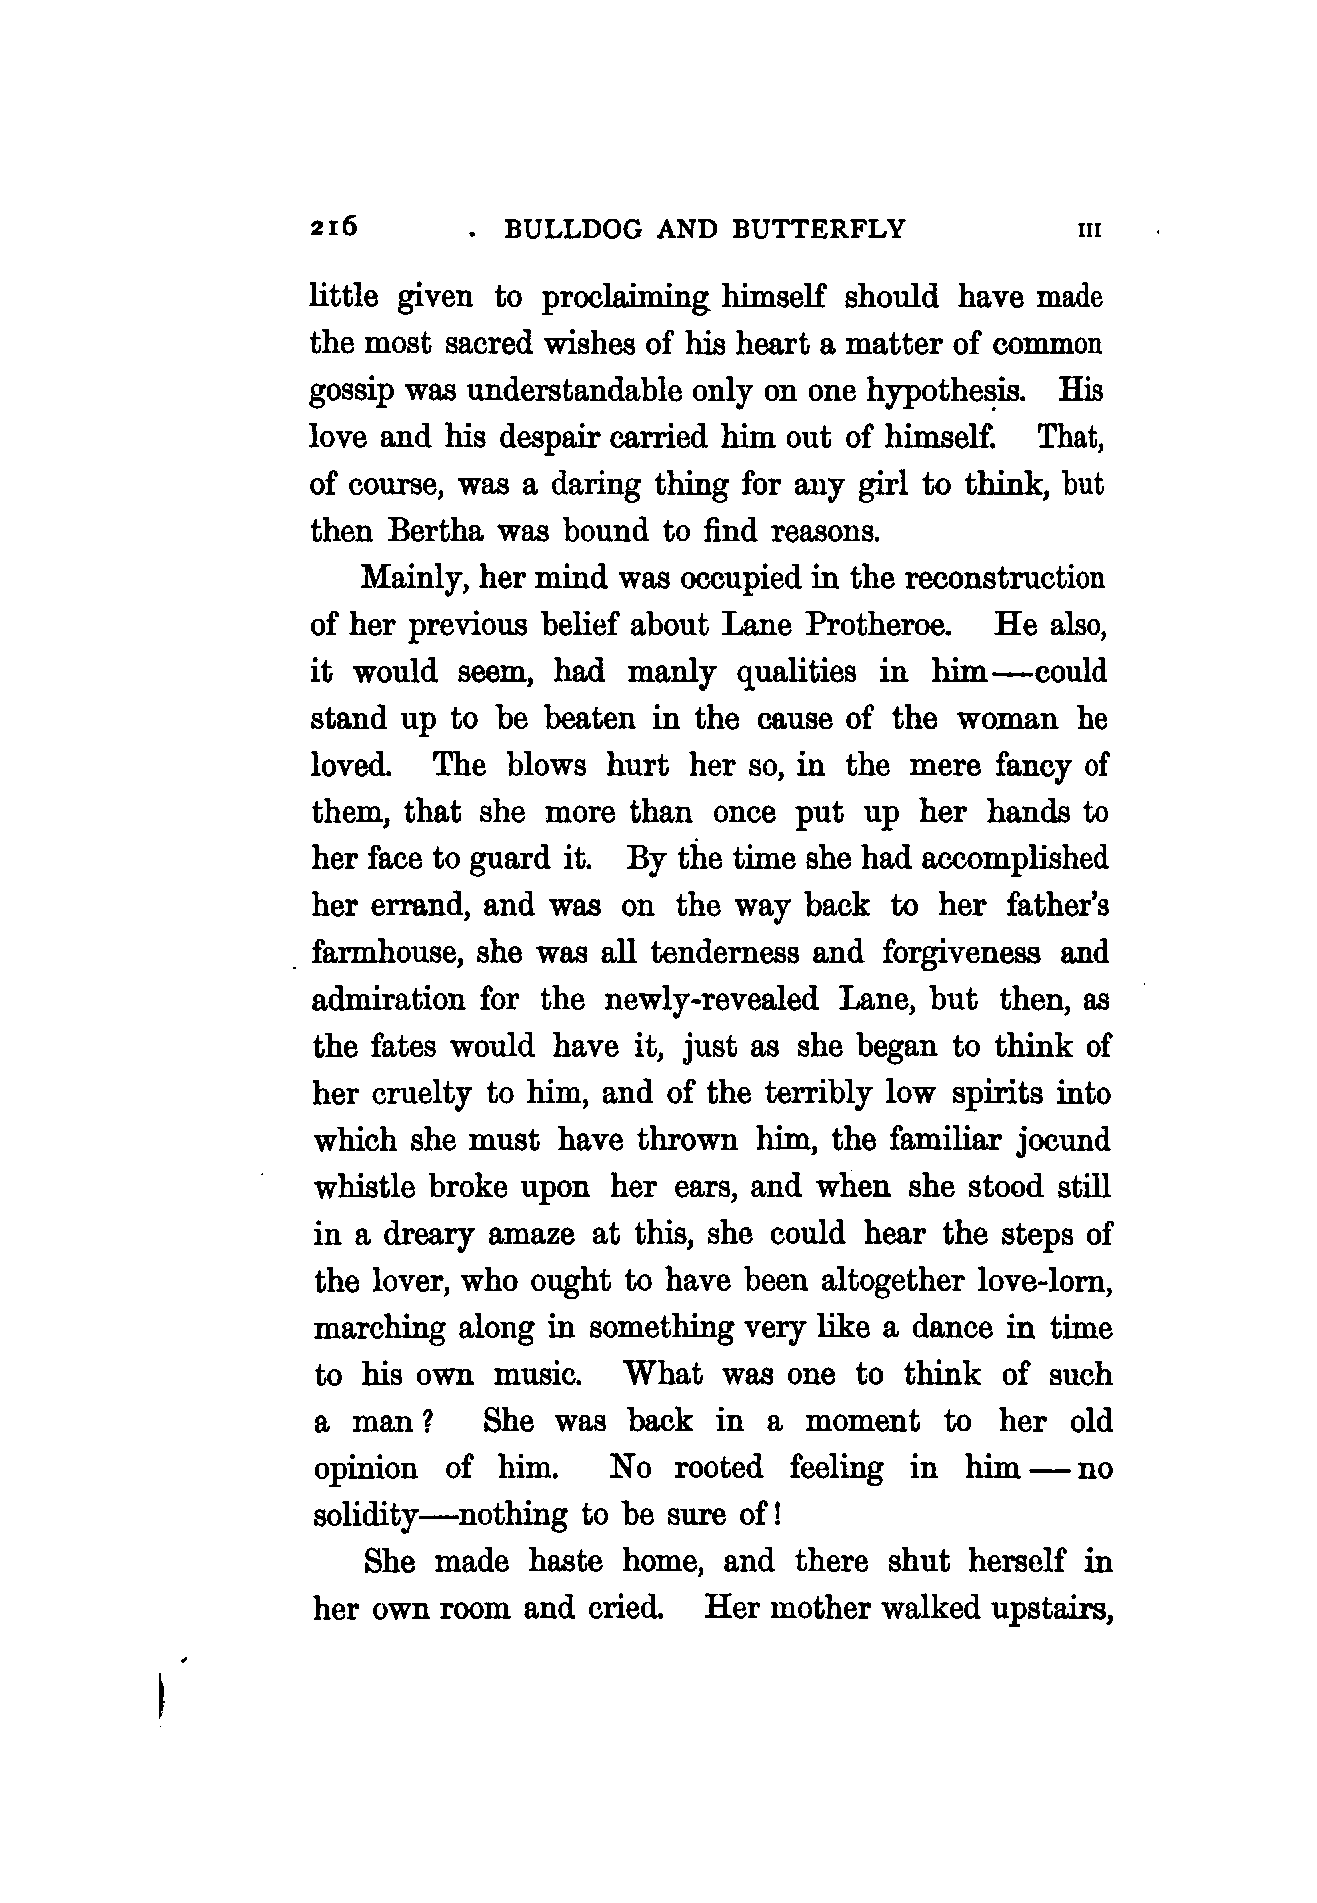 216 BULLDOG AND BUTTERFLY III
little given to proclaiming himself should have made
the most sacred wishes of his heart a matter of common
gossip was understandable only on one hypothesis. His
love and his despair carried him out of himself. That,
of course, was a daring thing for any girl to think, but
then Bertha was bound to find reasons.
Mainly, her mind was occupied in the reconstruction
of her previous belief about Lane Protheroe. He also,
it would seem, had manly qualities in him—could
stand up to be beaten in the cause of the woman he
loved. The blows hurt her so, in the mere fancy of
them, that she more than once put up her hands to
her face to guard it. By the time she had accomplished
her errand, and was on the way back to her father's
farmhouse, she was all tenderness and forgiveness and
admiration for the newly-revealed Lane, but then, as
the fates would have it, just as she began to think of
her cruelty to him, and of the terribly low spirits into
which she must have thrown him, the familiar jocund
whistle broke upon her ears, and when she stood still
in a dreary amaze at this, she could hear the steps of
the lover, who ought to have been altogether love-lorn,
marching along in something very like a dance in time
to his own music. What was one to think of such
a man? She was back in a moment to her old
opinion of him. No rooted feeling in him—no
solidity—nothing to be sure of!
She made haste home, and there shut herself in
her own room and cried. Her mother walked upstairs,